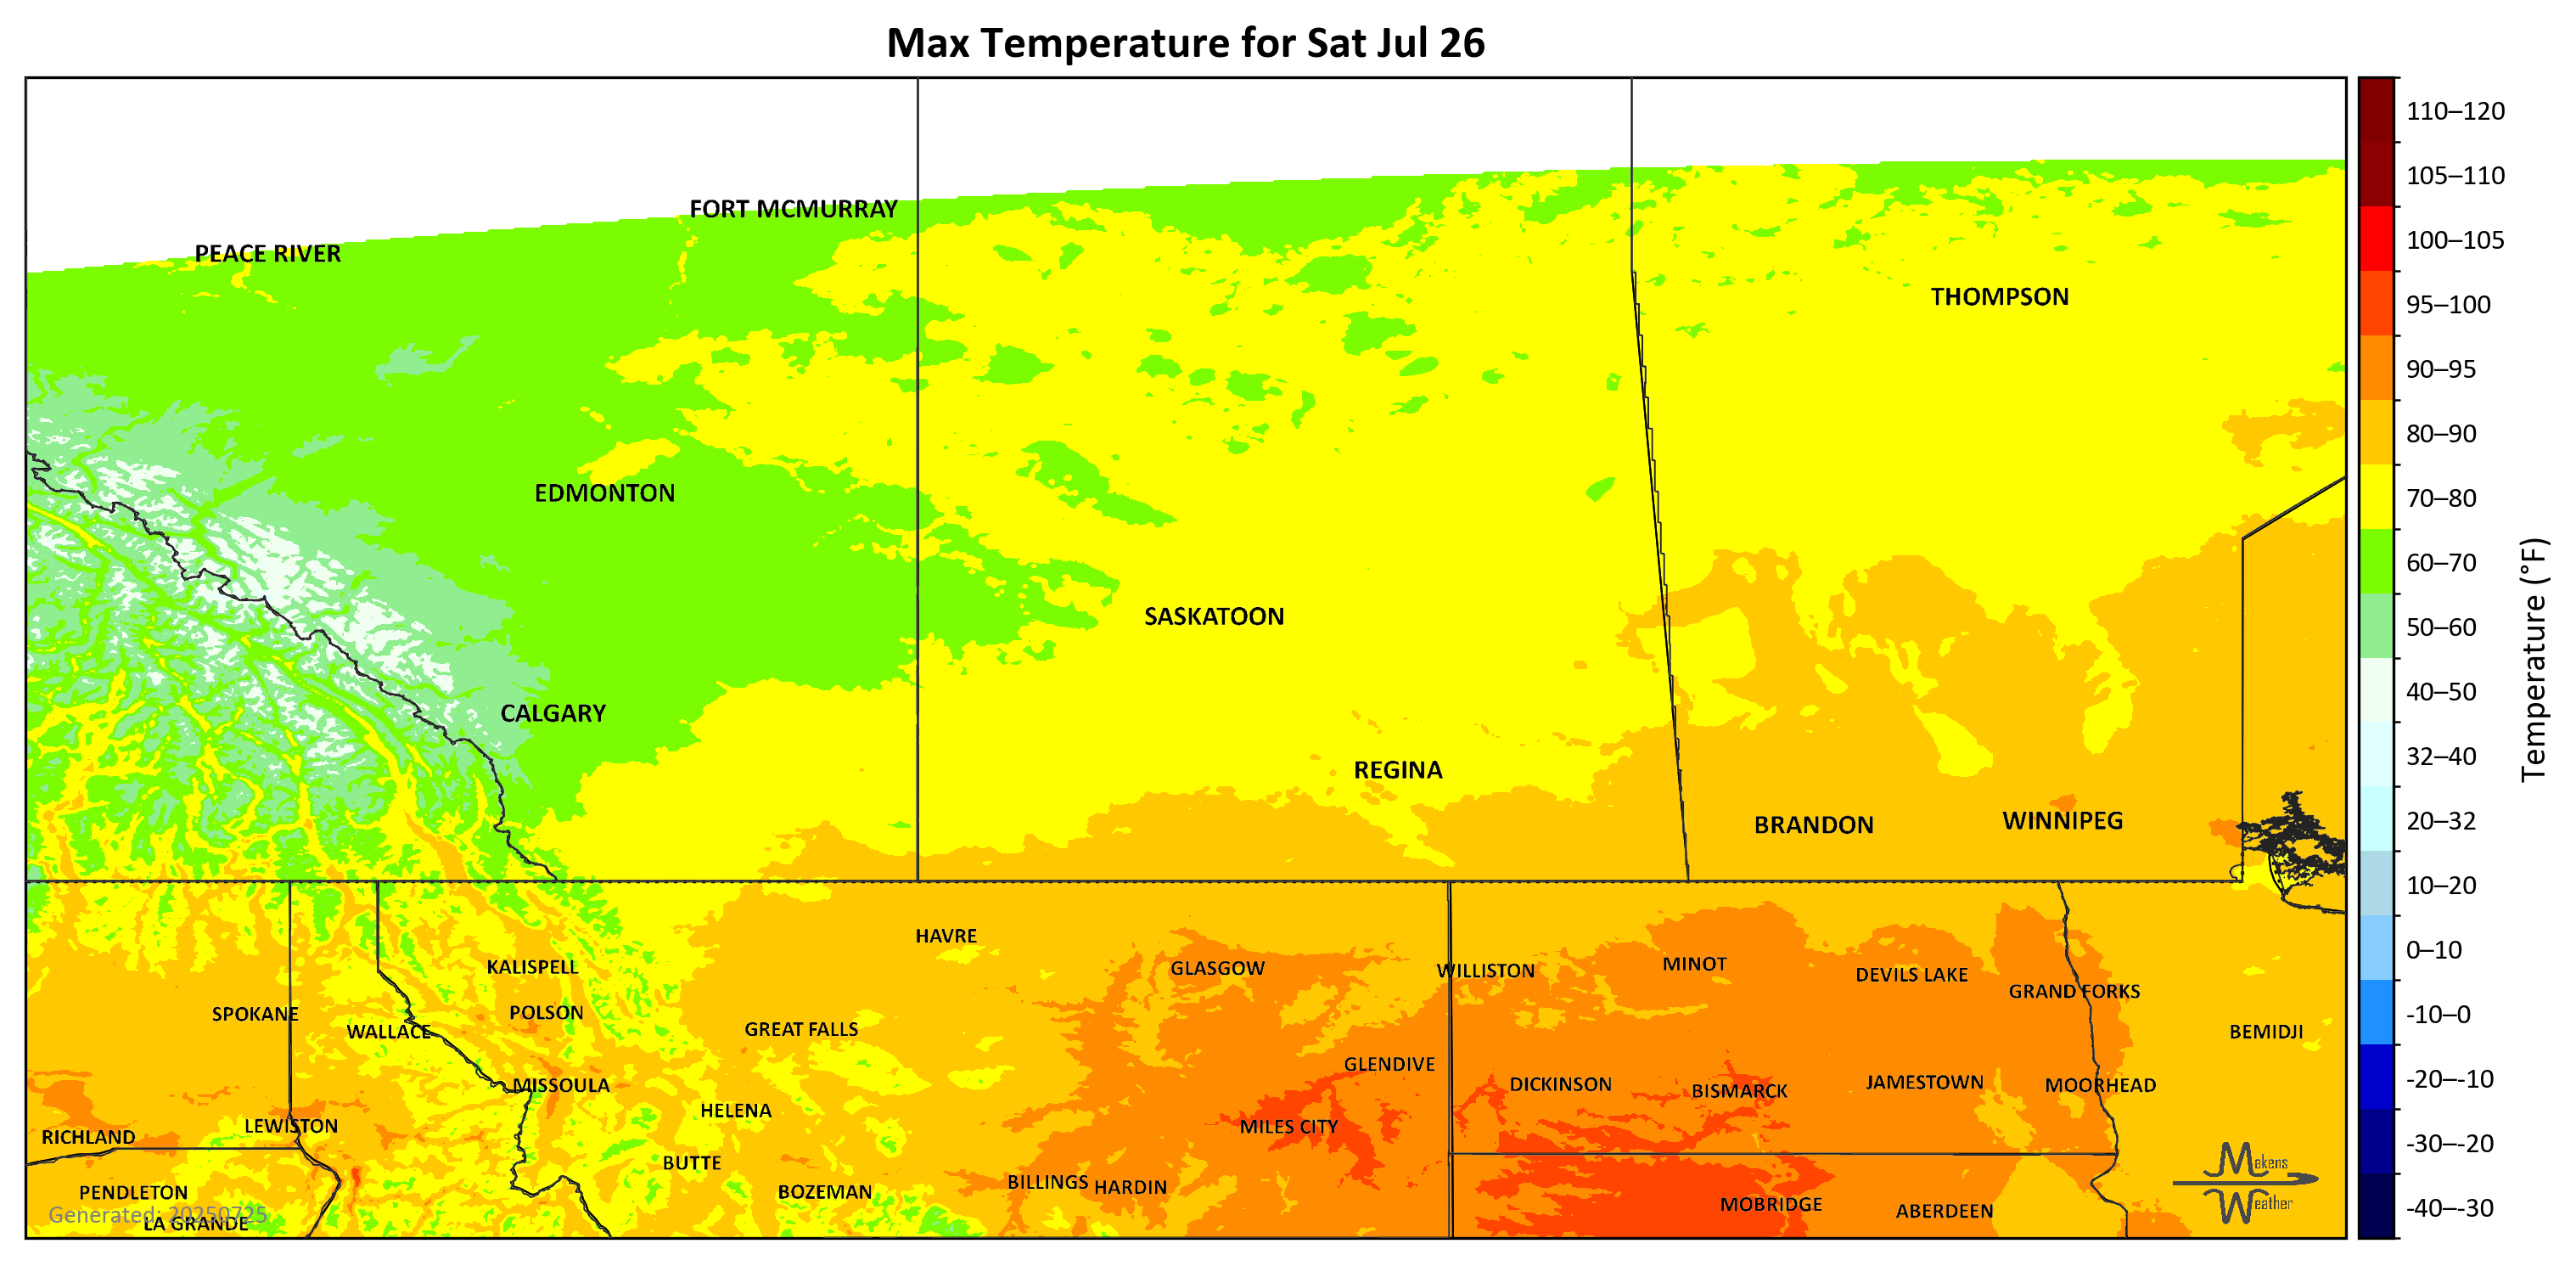 Max Temperature for Sat Jul 26
FORT MCMURRAY
PEACE RIVER
THOMPSON
EDMONTON
SASKATOON
CALGARY
REGINA
BRANDON
WINNIPEG
HAVRE
KALISPELL
GLASGOW
WILLISTON
MINOT
DEVILS LAKE
GRAND FORKS
SPOKANE
POLSON
WALLACE
GREAT FALLS
BEMIDJI
GLENDIVE
MISSOULA
DICKINSON
BISMARCK
JAMESTOWN
MOORHEAD
HELENA
LEWISTON
MILES CITY
RICHLAND
BUTTE
PENDLETON
BOZEMAN
BILLINGS
HARDIN
MOBRIDGE
ABERDEEN
LA GRANDE
Generated: 20250725
Makens
Weather
110–120
105–110
100–105
95–100
90–95
80–90
70–80
60–70
50–60
40–50
32–40
20–32
10–20
0–10
-10–0
-20–-10
-30–-20
-40–-30
Temperature (°F)